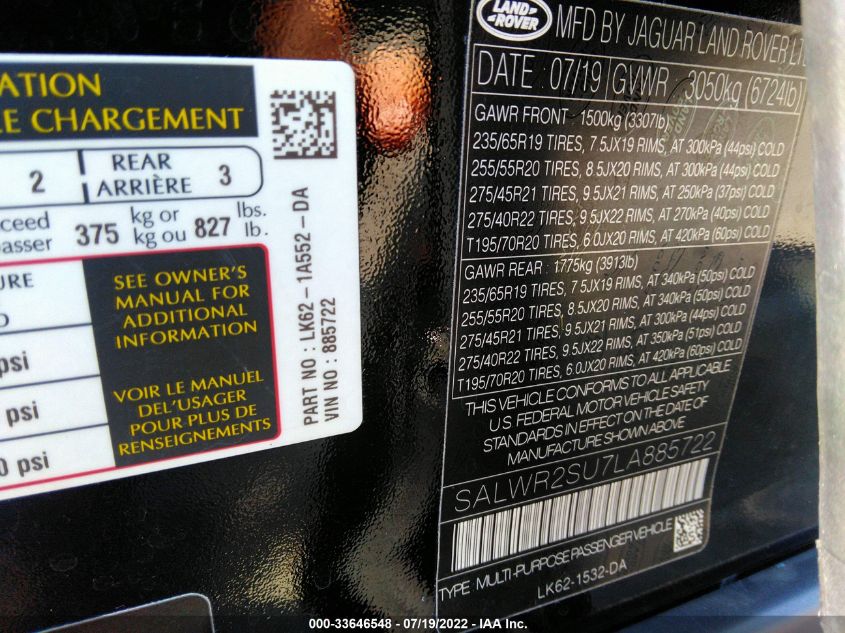 ATION
E CHARGEMENT
2 REAR ARRIÈRE 3
xceed
passer 375 kg or kg ou 827 lbs. lb.
URE
D
psi
psi
0 psi
SEE OWNER'S
MANUAL FOR
ADDITIONAL
INFORMATION
VOIR LE MANUEL
DEL'USAGER
POUR PLUS DE
RENSEIGNEMENTS
PART NO : LK62-1A552-DA
VIN NO : 885722
LAND-
ROVER
MFD BY JAGUAR LAND ROVER LT
DATE 07/19 GVWR 3050kg (6724lb)
GAWR FRONT - 1500kg (3307lb)
235/65R19 TIRES, 7.5JX19 RIMS, AT 300kPa (44psi) COLD
255/55R20 TIRES, 8.5JX20 RIMS, AT 300kPa (44psi) COLD
275/45R21 TIRES, 9.5JX21 RIMS, AT 250kPa (37psi) COLD
275/40R22 TIRES, 9.5JX22 RIMS, AT 270kPa (40psi) COLD
T195/70R20 TIRES, 6.0JX20 RIMS, AT 420kPa (60psi) COLD
GAWR REAR - 1775kg (3913lb)
235/65R19 TIRES, 7.5JX19 RIMS, AT 340kPa (50psi) COLD
255/55R20 TIRES, 8.5JX20 RIMS, AT 340kPa (50psi) COLD
275/45R21 TIRES, 9.5JX21 RIMS, AT 300kPa (44psi) COLD
275/40R22 TIRES, 9.5JX22 RIMS, AT 350kPa (51psi) COLD
T195/70R20 TIRES, 6.0JX20 RIMS, AT 420kPa (60psi) COLD
THIS VEHICLE CONFORMS TO ALL APPLICABLE
U.S FEDERAL MOTOR VEHICLE SAFETY
STANDARDS IN EFFECT ON THE DATE OF
MANUFACTURE SHOWN ABOVE
SALWR2SU7LA885722
TYPE MULTI-PURPOSE PASSENGER VEHICLE
LK62-1532-DA
000-33646548 - 07/19/2022 - IAA Inc.